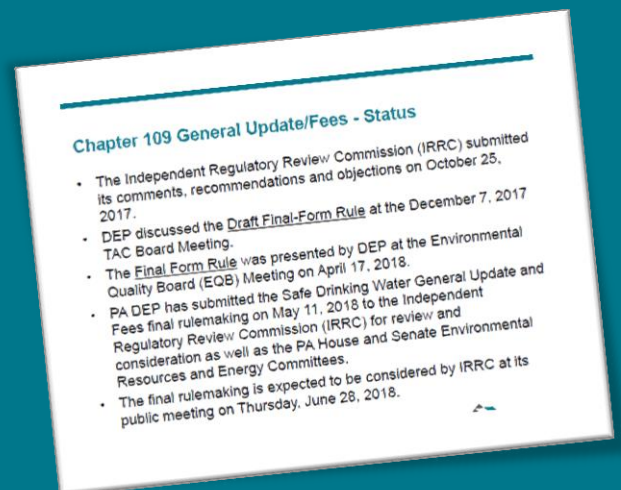 Chapter 109 General Update/Fees - Status
• The Independent Regulatory Review Commission (IRRC) submitted
its comments, recommendations and objections on October 25,
2017.
• DEP discussed the Draft Final-Form Rule at the December 7, 2017
TAC Board Meeting.
• The Final Form Rule was presented by DEP at the Environmental
Quality Board (EQB) Meeting on April 17, 2018.
• PA DEP has submitted the Safe Drinking Water General Update and
Fees final rulemaking on May 11, 2018 to the Independent
Regulatory Review Commission (IRRC) for review and
consideration as well as the PA House and Senate Environmental
Resources and Energy Committees.
• The final rulemaking is expected to be considered by IRRC at its
public meeting on Thursday, June 28, 2018.